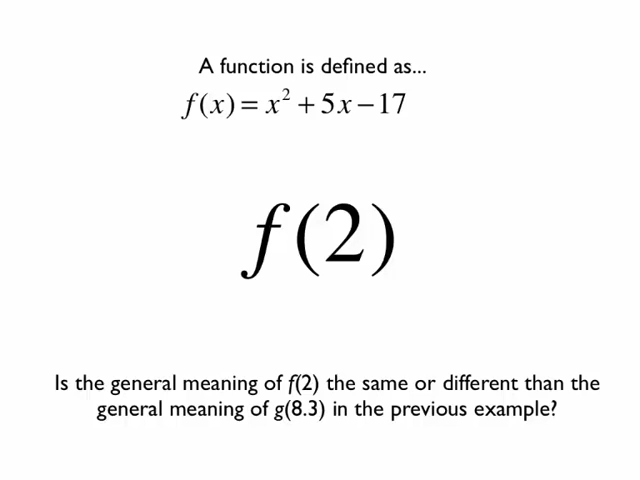 A function is defined as...
f(x) = x² + 5x − 17
f(2)
Is the general meaning of f(2) the same or different than the
general meaning of g(8.3) in the previous example?